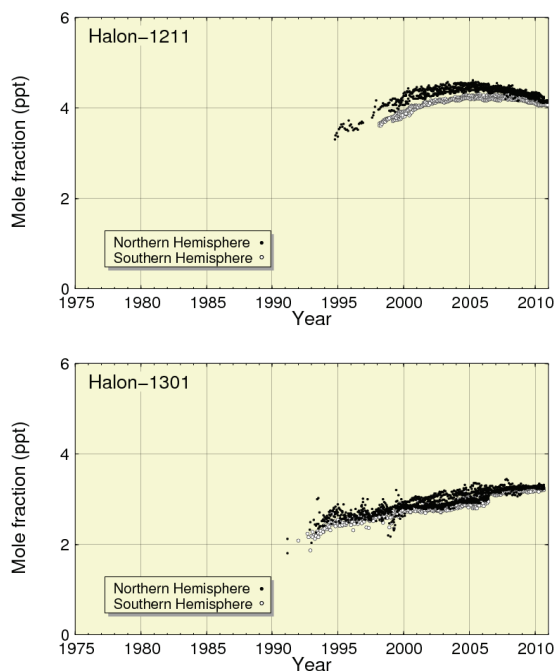 6
Halon-1211
4
Mole fraction (ppt)
2
Northern Hemisphere
Southern Hemisphere
0
1975 1980 1985 1990 1995 2000 2005 2010
Year
6
Halon-1301
4
Mole fraction (ppt)
2
Northern Hemisphere
Southern Hemisphere
0
1975 1980 1985 1990 1995 2000 2005 2010
Year